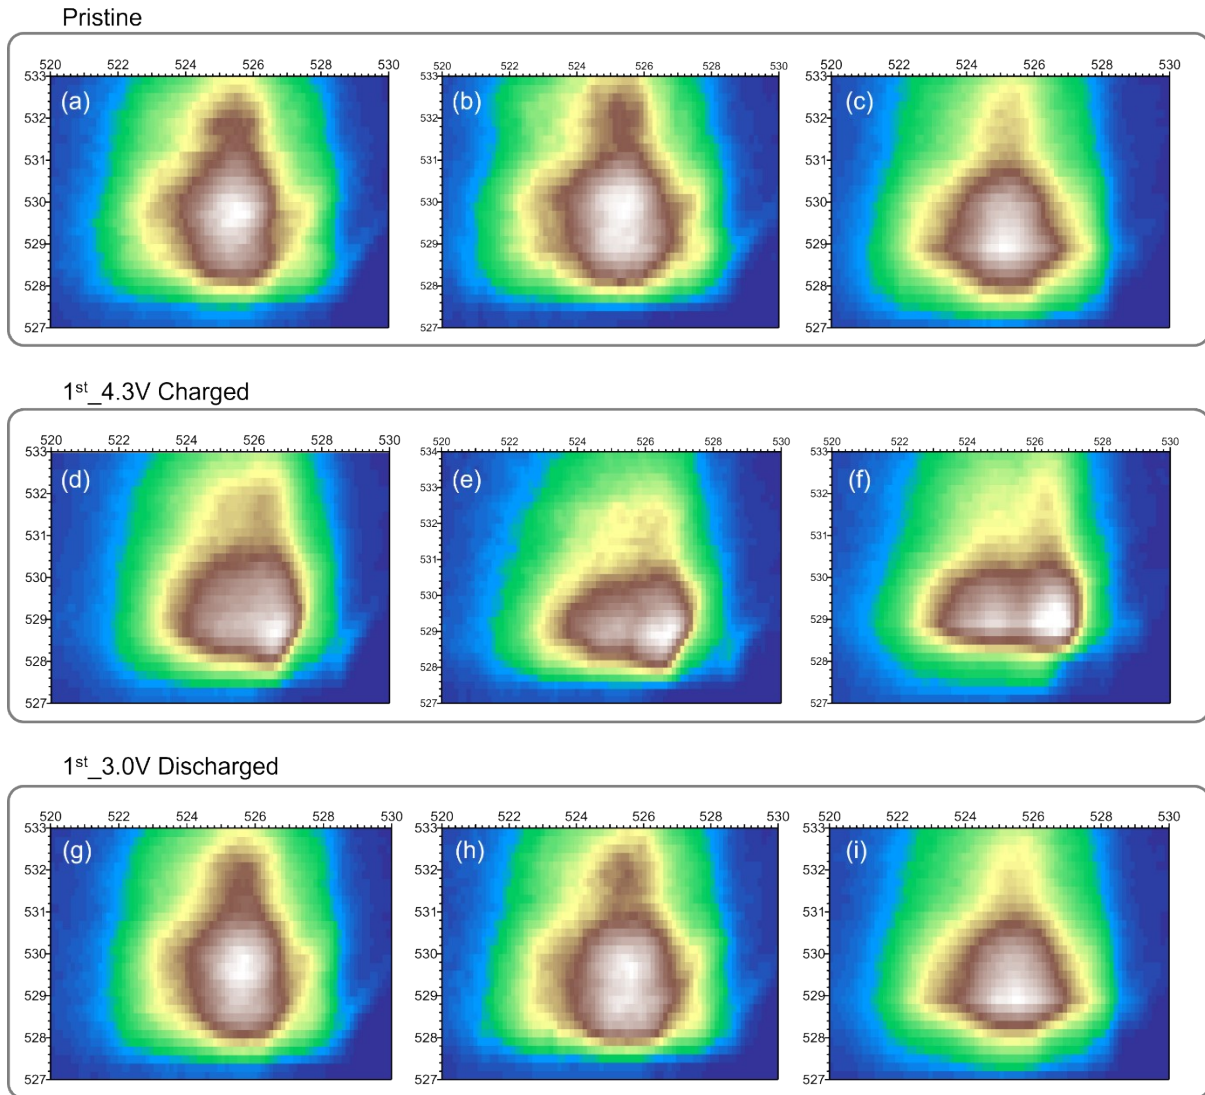 Pristine
520 522 524 526 528 530
533 532 531 530 529 528 527
(a)
520 522 524 526 528 530
533 532 531 530 529 528 527
(b)
520 522 524 526 528 530
533 532 531 530 529 528 527
(c)
1st_4.3V Charged
520 522 524 526 528 530
533 532 531 530 529 528 527
(d)
520 522 524 526 528 530
534 533 532 531 530 529 528 527
(e)
520 522 524 526 528 530
533 532 531 530 529 528 527
(f)
1st_3.0V Discharged
520 522 524 526 528 530
533 532 531 530 529 528 527
(g)
520 522 524 526 528 530
533 532 531 530 529 528 527
(h)
520 522 524 526 528 530
533 532 531 530 529 528 527
(i)